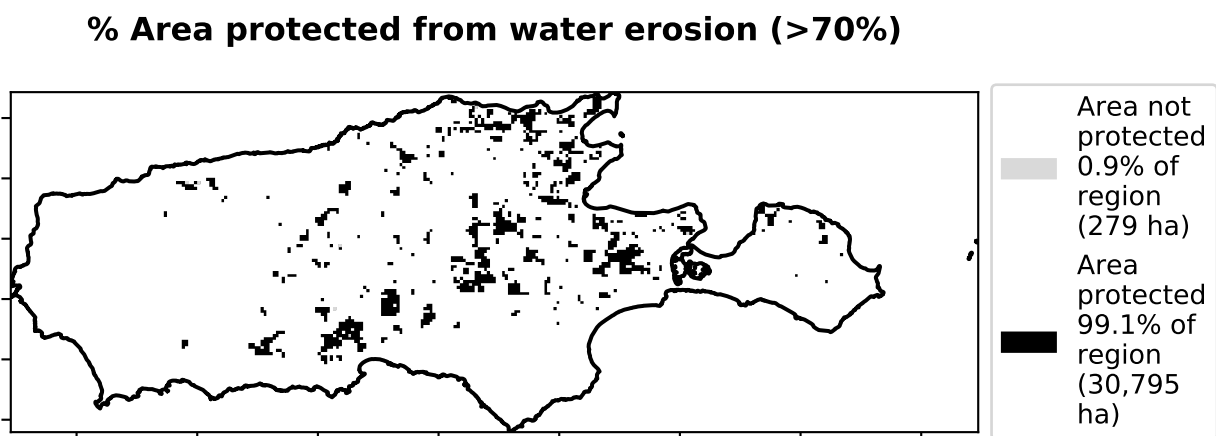 % Area protected from water erosion (>70%)
Area not
protected
0.9% of
region
(279 ha)
Area
protected
99.1% of
region
(30,795
ha)